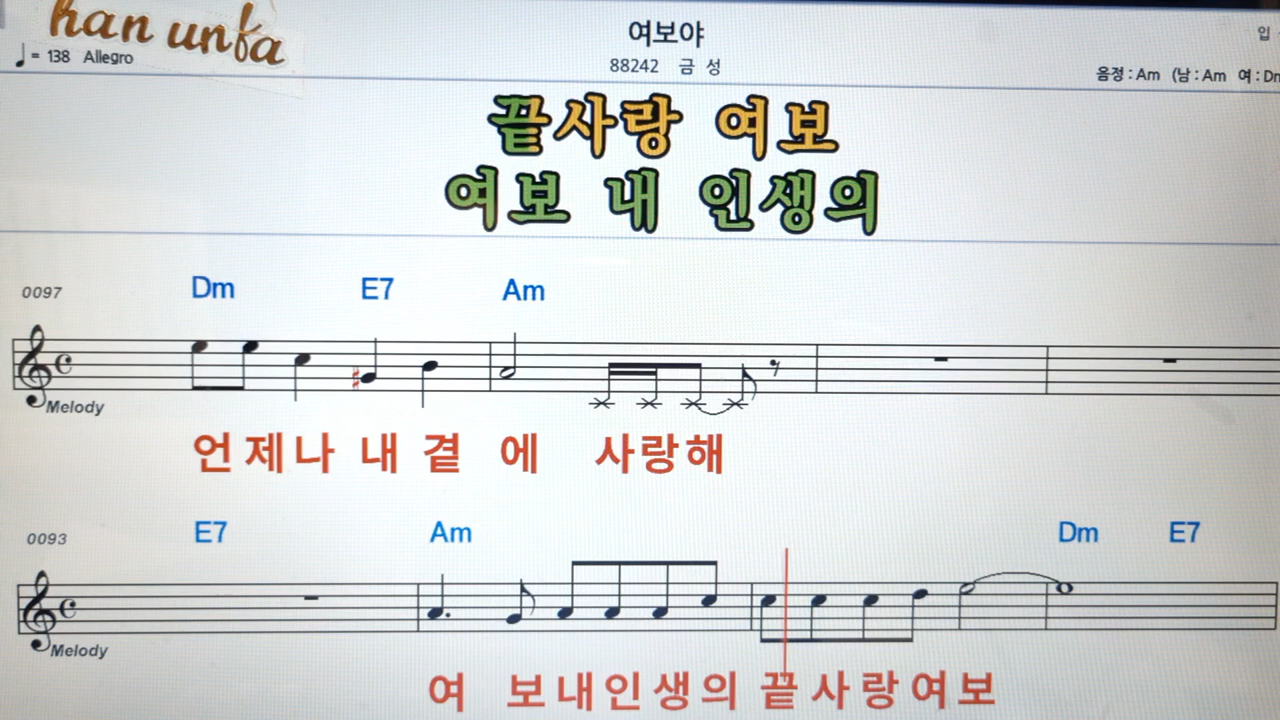 han unfa
여보야
입
♩= 138 Allegro
88242 금 성
음정 : Am (남 : Am 여 : Dm
끝사랑 여보
여보 내 인생의
0097
Dm E7 Am
Melody
언제나 내 곁에 사랑해
0093
E7 Am Dm E7
Melody
여 보내인생의 끝사랑여보